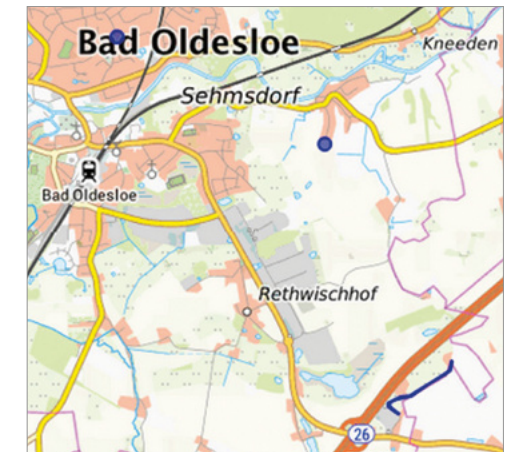 Bad Oldesloe
Kneeden
Sehmsdorf
Bad Oldesloe
Rethwischhof
26